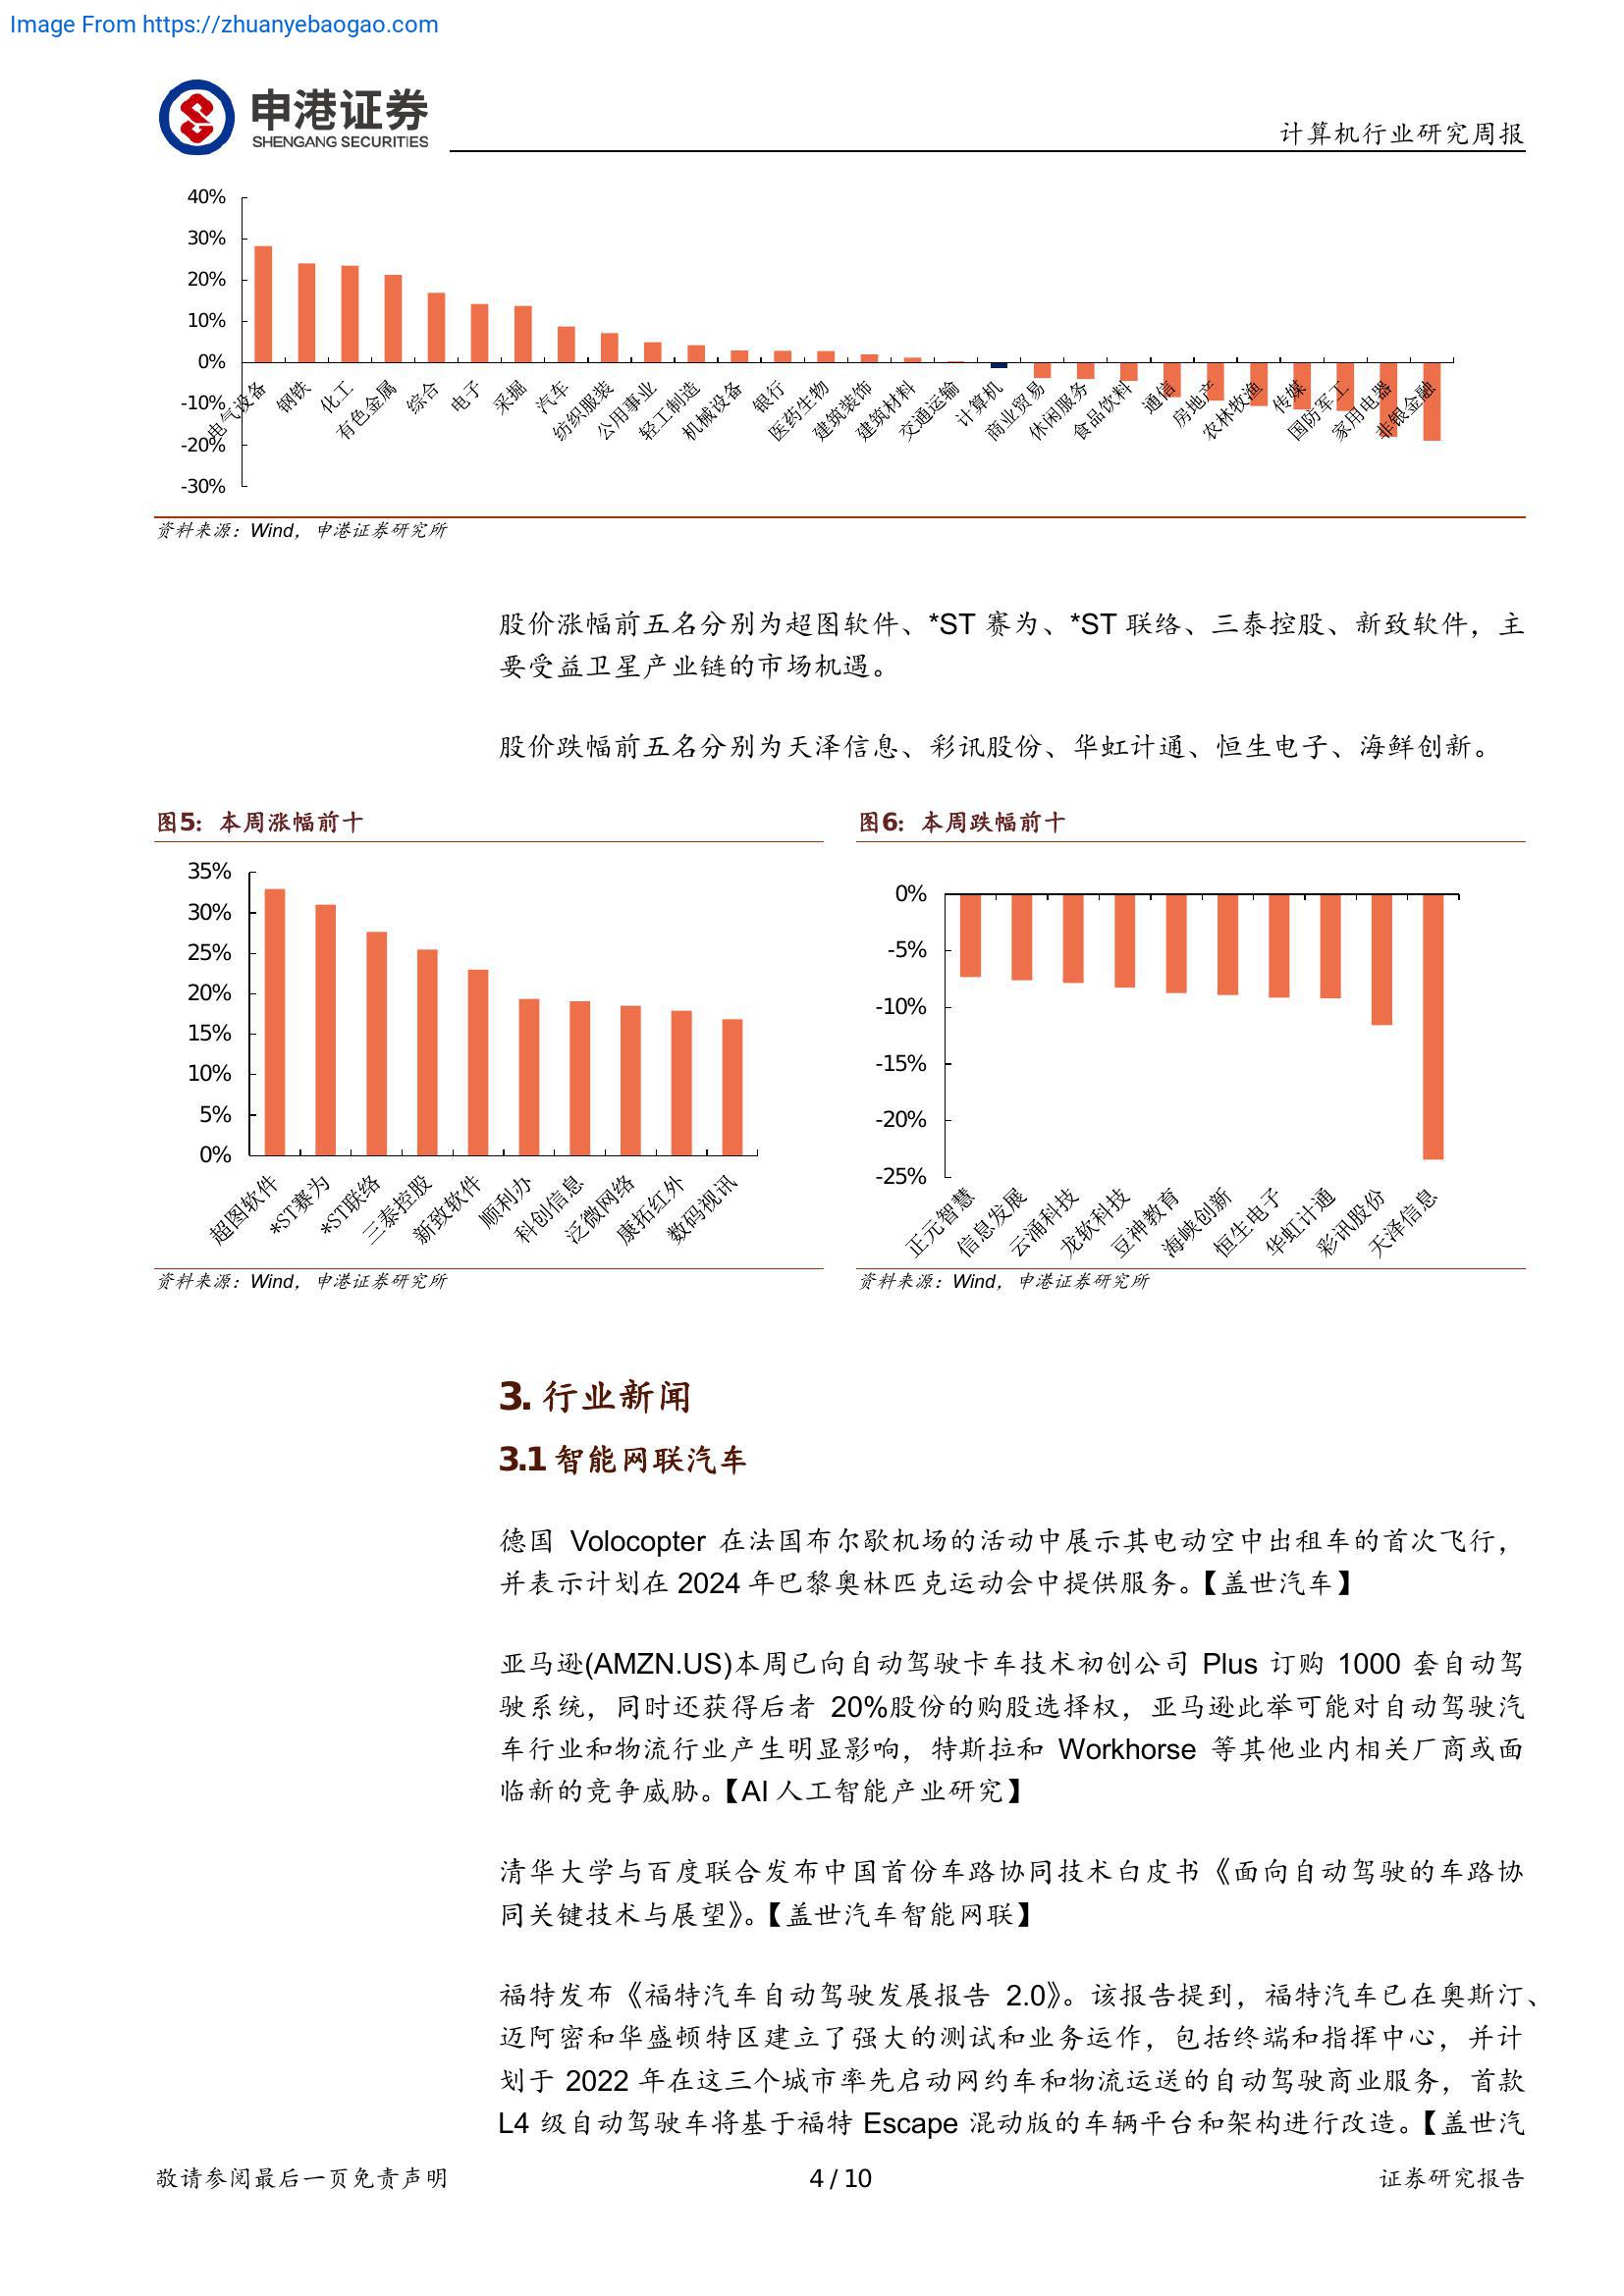 Image From https://zhuanyebaogao.com
申港证券
SHENGANG SECURITIES
计算机行业研究周报
40%
30%
20%
10%
0%
-10%
-20%
-30%
电气设备 钢铁 化工 有色金属 综合 电子 采掘 汽车 纺织服装 公用事业 轻工制造 机械设备 银行 医药生物 建筑装饰 建筑材料 交通运输 计算机 商业贸易 休闲服务 食品饮料 通信 房地产 农林牧渔 传媒 国防军工 家用电器 非银金融
资料来源：Wind，申港证券研究所
股价涨幅前五名分别为超图软件、*ST 赛为、*ST 联络、三泰控股、新致软件，主
要受益卫星产业链的市场机遇。
股价跌幅前五名分别为天泽信息、彩讯股份、华虹计通、恒生电子、海鲜创新。
图5：本周涨幅前十
35%
30%
25%
20%
15%
10%
5%
0%
超图软件 *ST赛为 *ST联络 三泰控股 新致软件 顺利办 科创信息 泛微网络 康拓红外 数码视讯
资料来源：Wind，申港证券研究所
图6：本周跌幅前十
0%
-5%
-10%
-15%
-20%
-25%
正元智慧 信息发展 云涌科技 龙软科技 豆神教育 海峡创新 恒生电子 华虹计通 彩讯股份 天泽信息
资料来源：Wind，申港证券研究所
3. 行业新闻
3.1 智能网联汽车
德国 Volocopter 在法国布尔歇机场的活动中展示其电动空中出租车的首次飞行，
并表示计划在 2024 年巴黎奥林匹克运动会中提供服务。【盖世汽车】
亚马逊(AMZN.US)本周已向自动驾驶卡车技术初创公司 Plus 订购 1000 套自动驾
驶系统，同时还获得后者 20%股份的购股选择权，亚马逊此举可能对自动驾驶汽
车行业和物流行业产生明显影响，特斯拉和 Workhorse 等其他业内相关厂商或面
临新的竞争威胁。【AI 人工智能产业研究】
清华大学与百度联合发布中国首份车路协同技术白皮书《面向自动驾驶的车路协
同关键技术与展望》。【盖世汽车智能网联】
福特发布《福特汽车自动驾驶发展报告 2.0》。该报告提到，福特汽车已在奥斯汀、
迈阿密和华盛顿特区建立了强大的测试和业务运作，包括终端和指挥中心，并计
划于 2022 年在这三个城市率先启动网约车和物流运送的自动驾驶商业服务，首款
L4 级自动驾驶车将基于福特 Escape 混动版的车辆平台和架构进行改造。【盖世汽
敬请参阅最后一页免责声明
4 / 10
证券研究报告